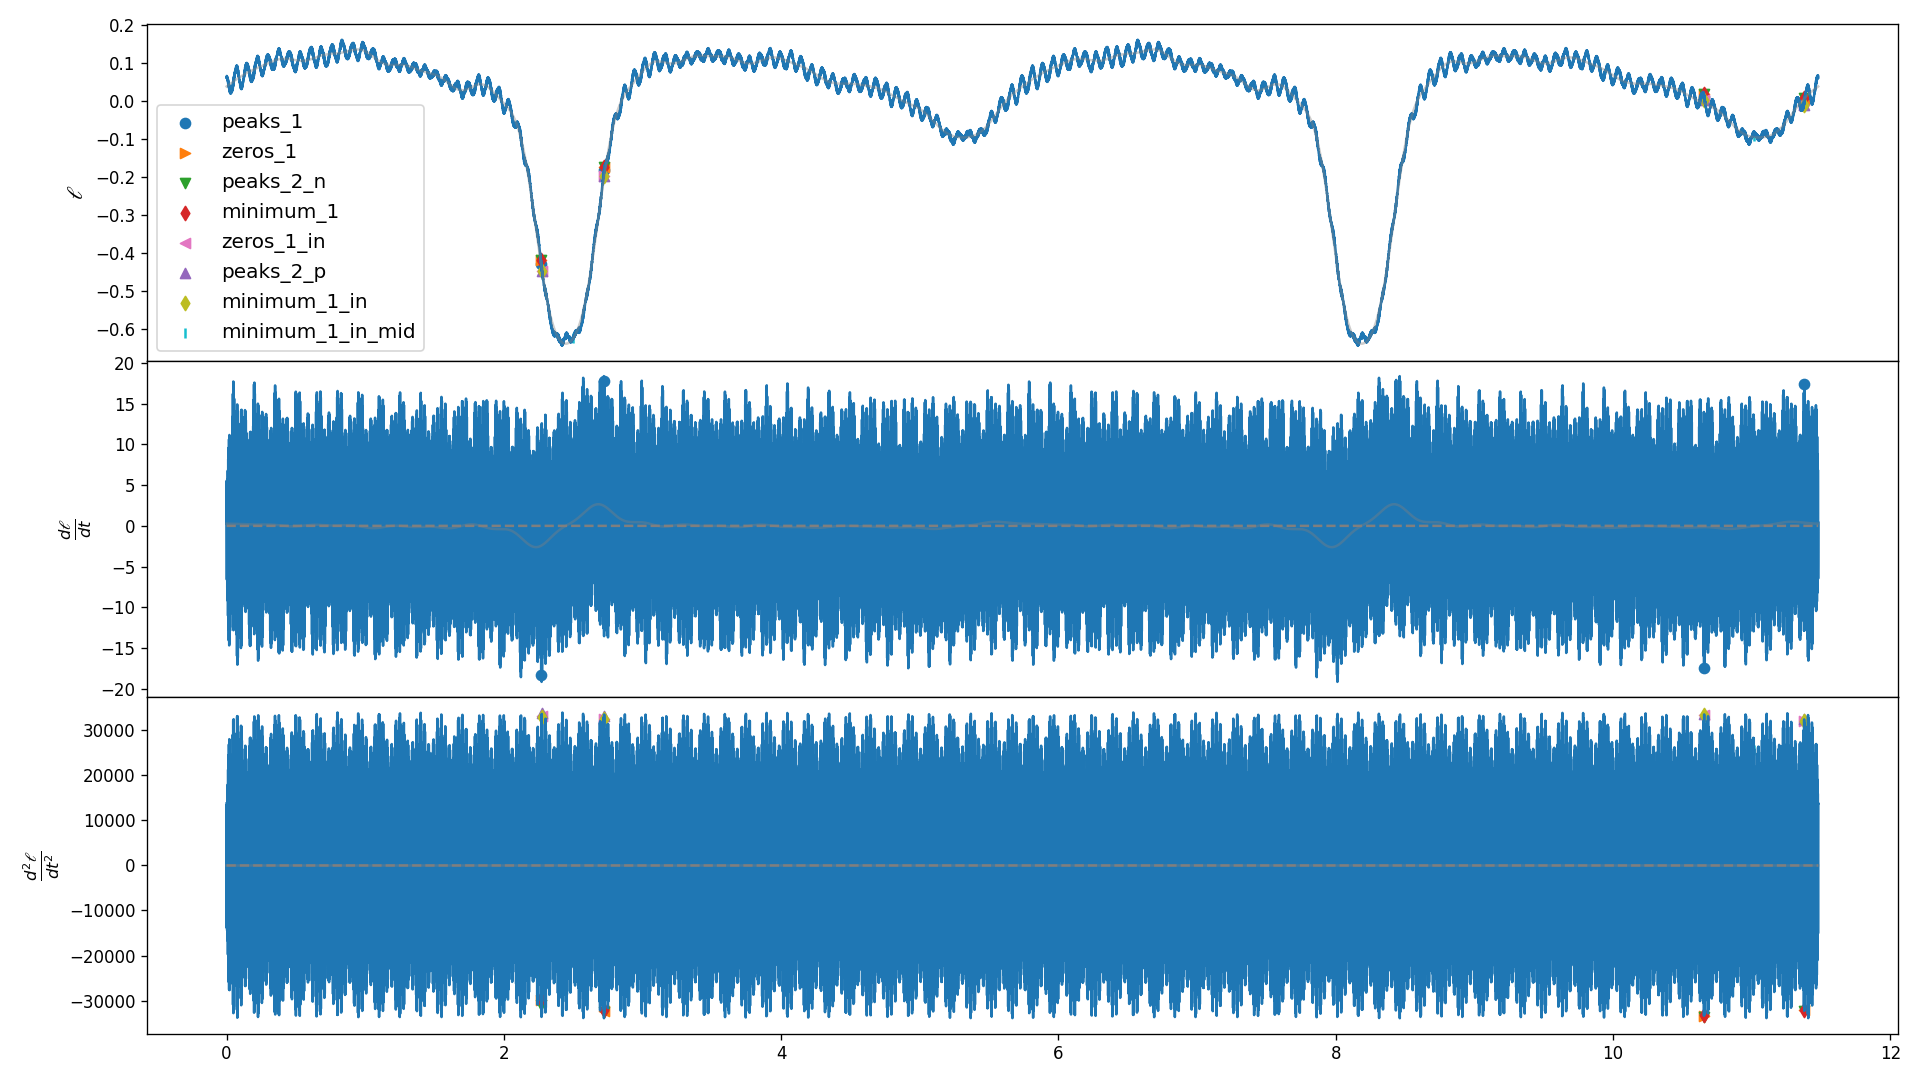 0.2
0.1
0.0
−0.1
−0.2
−0.3
−0.4
−0.5
−0.6
ℓ
peaks_1
zeros_1
peaks_2_n
minimum_1
zeros_1_in
peaks_2_p
minimum_1_in
minimum_1_in_mid
20
15
10
5
0
−5
−10
−15
−20
dℓ
dt
30000
20000
10000
0
−10000
−20000
−30000
d²ℓ
dt²
0 2 4 6 8 10 12